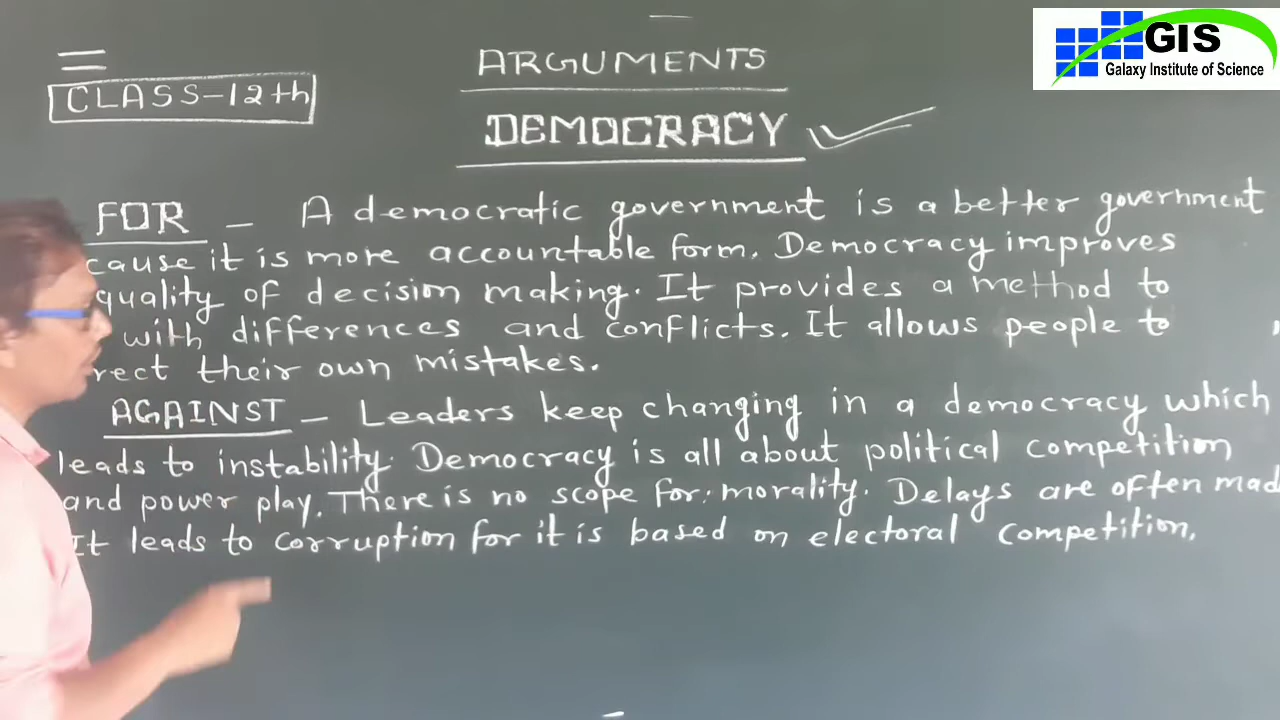 GIS
Galaxy Institute of Science
ARGUMENTS
CLASS-12th
DEMOCRACY
FOR - A democratic government is a better government
cause it is more accountable form. Democracy improves
quality of decision making. It provides a method to
with differences and conflicts. It allows people to
rect their own mistakes.
AGAINST - Leaders keep changing in a democracy which
leads to instability. Democracy is all about political competition
and power play. There is no scope for morality. Delays are often mad
It leads to corruption for it is based on electoral competition.